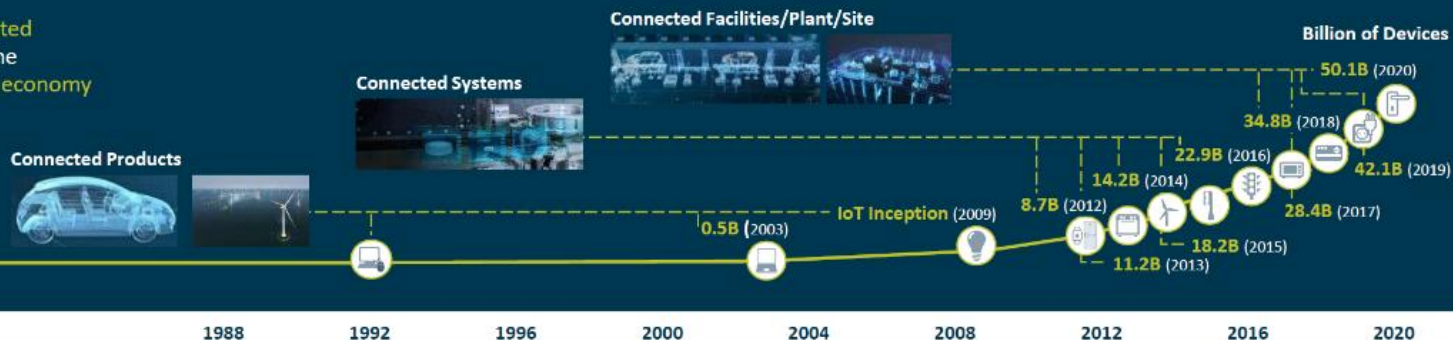 ted
ne
economy
Connected Products
Connected Systems
Connected Facilities/Plant/Site
Billion of Devices
0.5B (2003)
IoT Inception (2009)
8.7B (2012)
11.2B (2013)
14.2B (2014)
18.2B (2015)
22.9B (2016)
28.4B (2017)
34.8B (2018)
42.1B (2019)
50.1B (2020)
1988 1992 1996 2000 2004 2008 2012 2016 2020